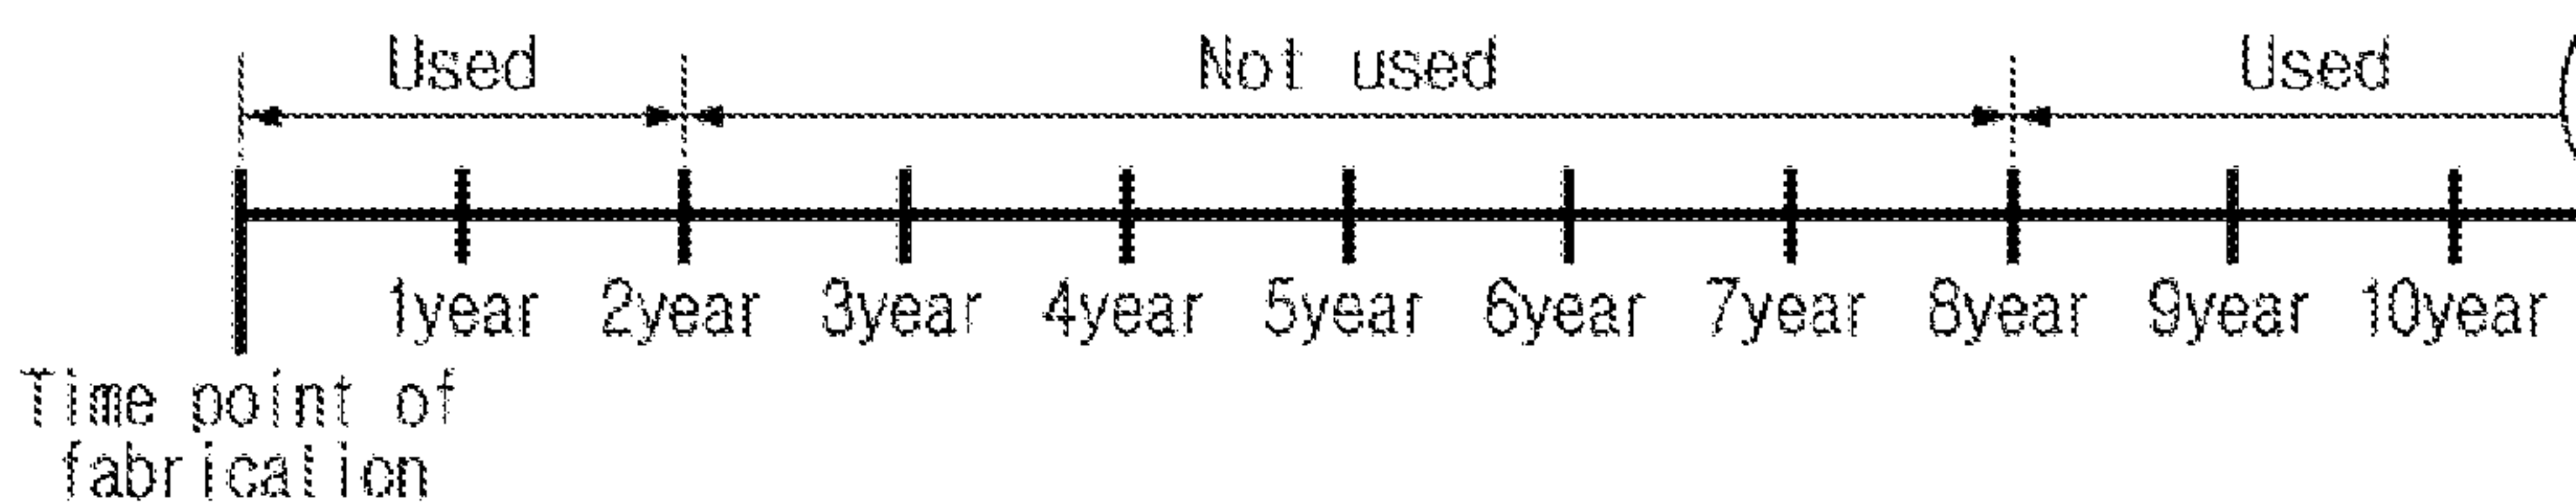 Used Not used Used
1year 2year 3year 4year 5year 6year 7year 8year 9year 10year
Time point of
fabrication